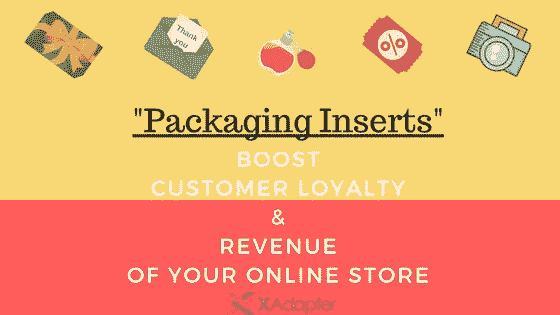 Thank
you
"Packaging Inserts"
BOOST
CUSTOMER LOYALTY
&
REVENUE
OF YOUR ONLINE STORE
XAdapter